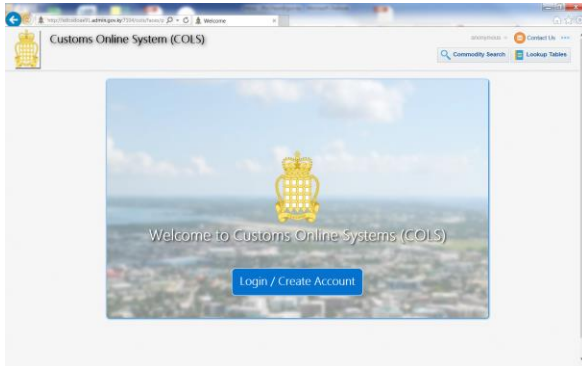 Welcome
Customs Online System (COLS)
anonymous
Contact Us
Commodity Search
Lookup Tables
Welcome to Customs Online Systems (COLS)
Login / Create Account